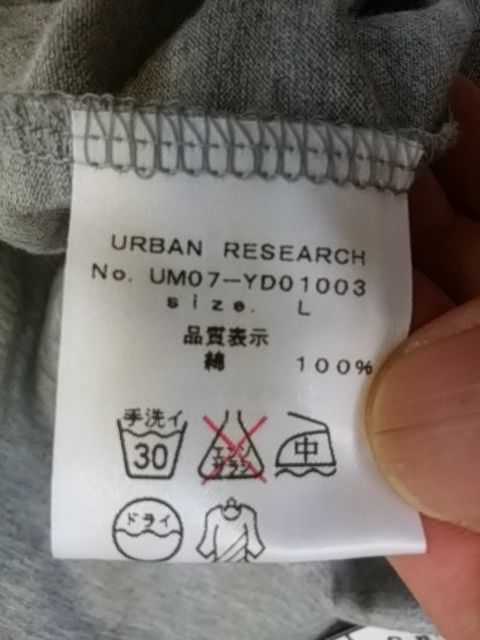 URBAN RESEARCH
No. UM07-YD01003
size. L
品質表示
綿 100%
手洗イ
30
エンソ
サラシ
中
ドライ